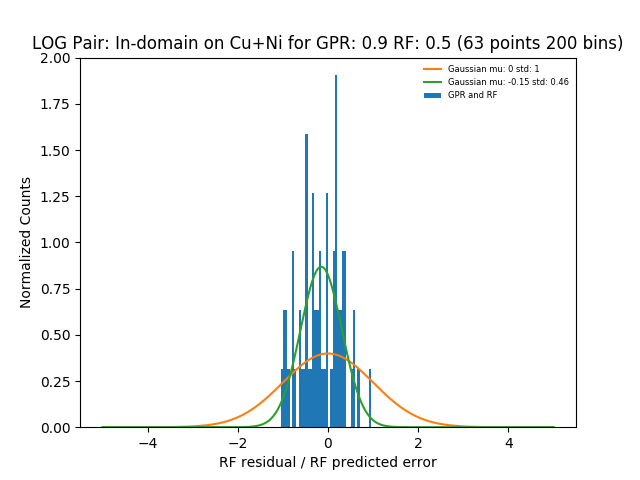 LOG Pair: In-domain on Cu+Ni for GPR: 0.9 RF: 0.5 (63 points 200 bins)
Gaussian mu: 0 std: 1
Gaussian mu: -0.15 std: 0.46
GPR and RF
Normalized Counts
2.00
1.75
1.50
1.25
1.00
0.75
0.50
0.25
0.00
−4
−2
0
2
4
RF residual / RF predicted error